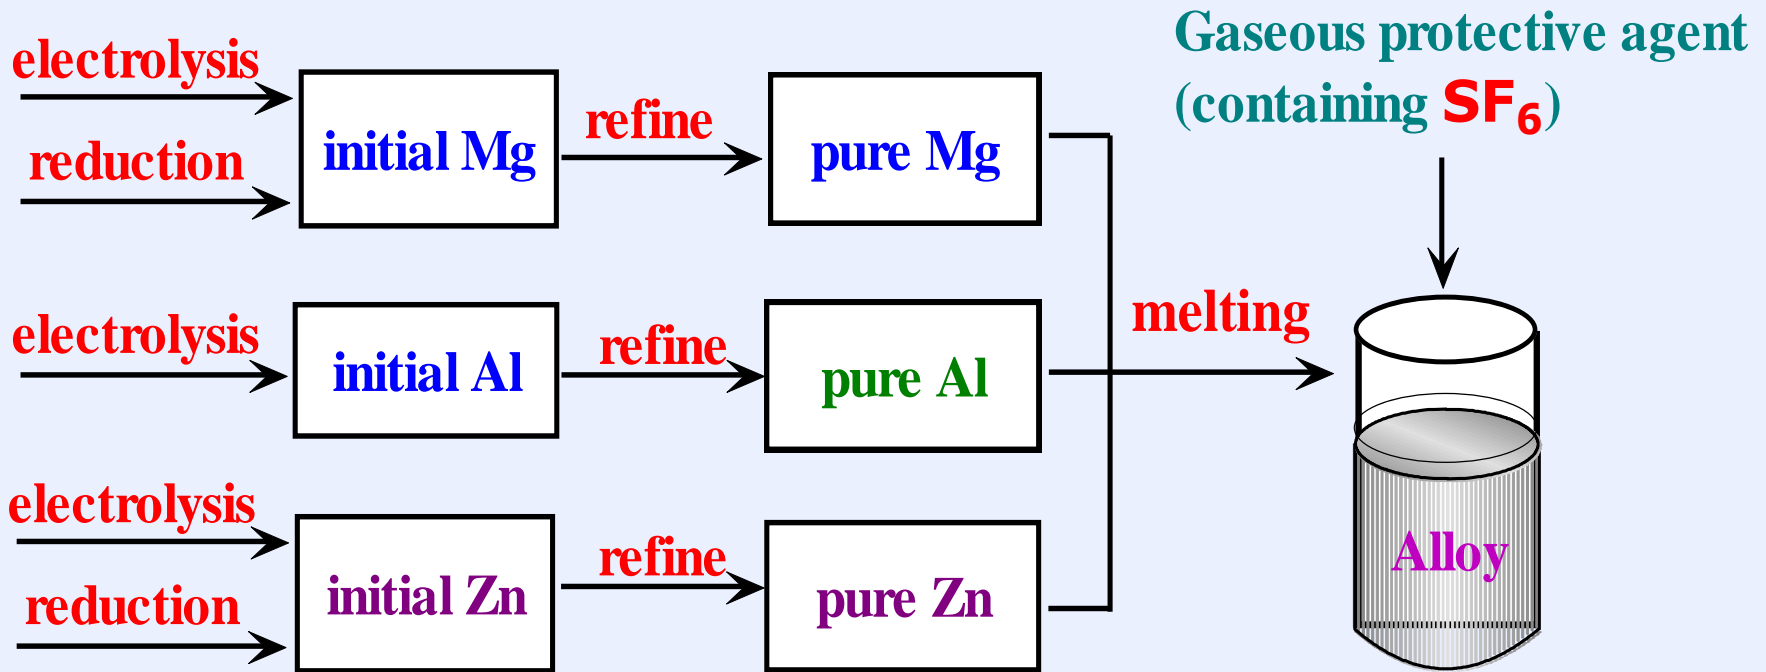 Gaseous protective agent
(containing SF₆)
electrolysis
reduction
initial Mg
refine
pure Mg
electrolysis
initial Al
refine
pure Al
melting
electrolysis
reduction
initial Zn
refine
pure Zn
Alloy